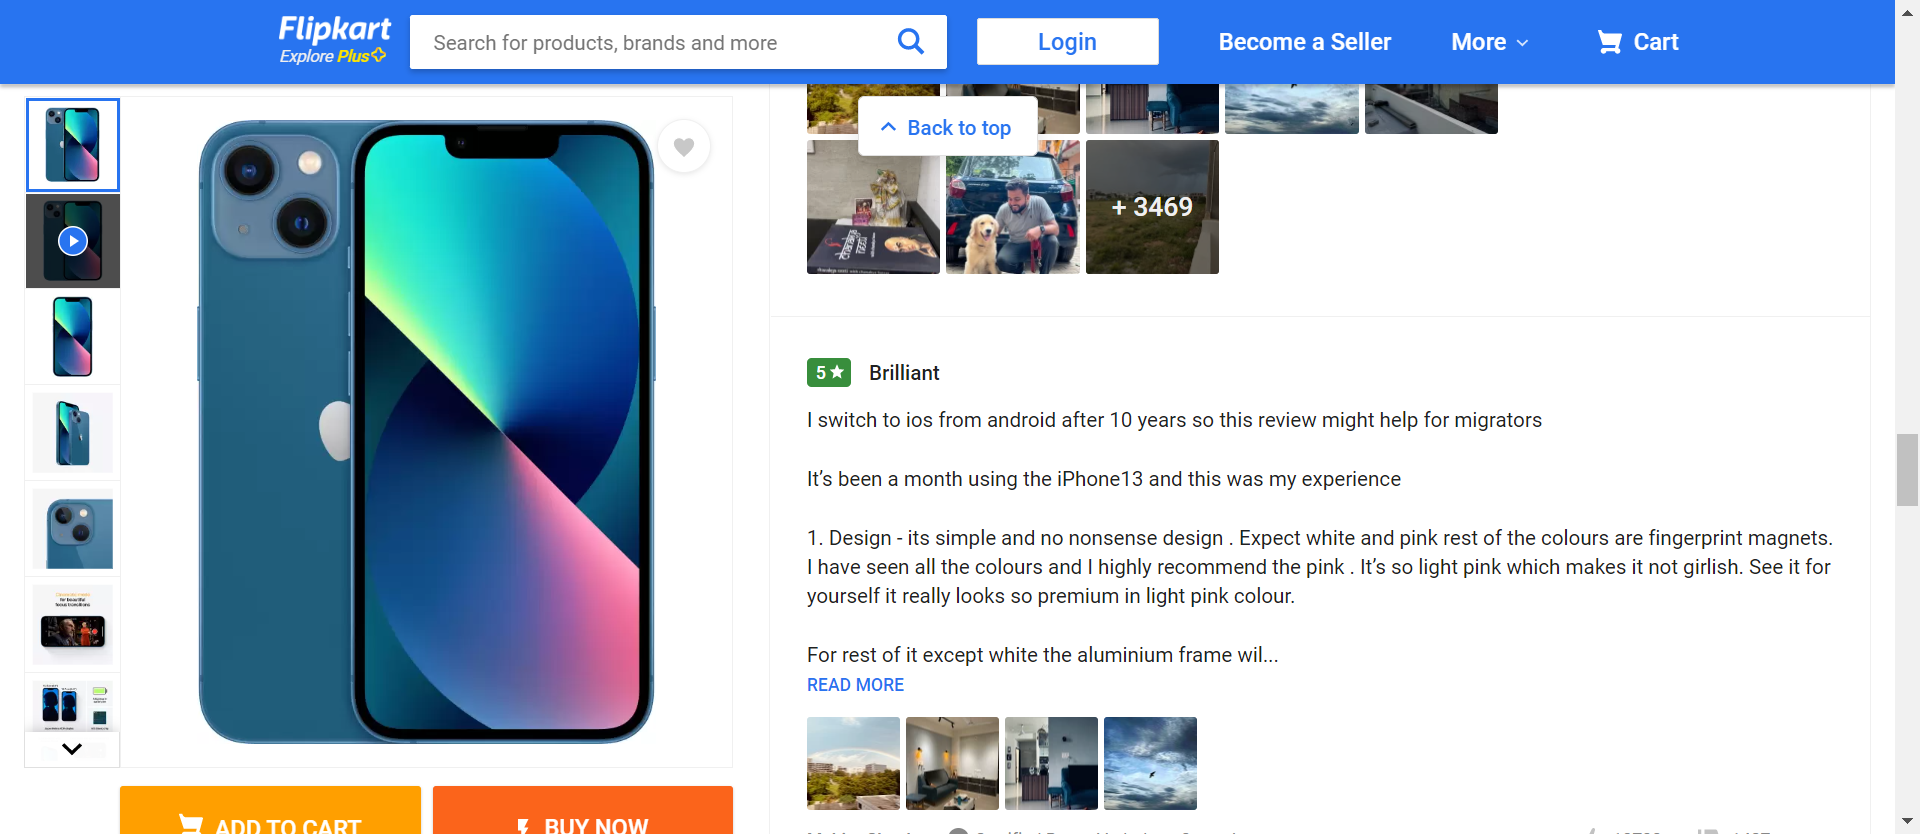 Flipkart
Explore Plus
Search for products, brands and more
Login
Become a Seller
More
Cart
Back to top
+ 3469
5
Brilliant
I switch to ios from android after 10 years so this review might help for migrators
It’s been a month using the iPhone13 and this was my experience
1. Design - its simple and no nonsense design . Expect white and pink rest of the colours are fingerprint magnets.
I have seen all the colours and I highly recommend the pink . It’s so light pink which makes it not girlish. See it for
yourself it really looks so premium in light pink colour.
For rest of it except white the aluminium frame wil...
READ MORE
for beautiful
focus transitions
ADD TO CART
BUY NOW